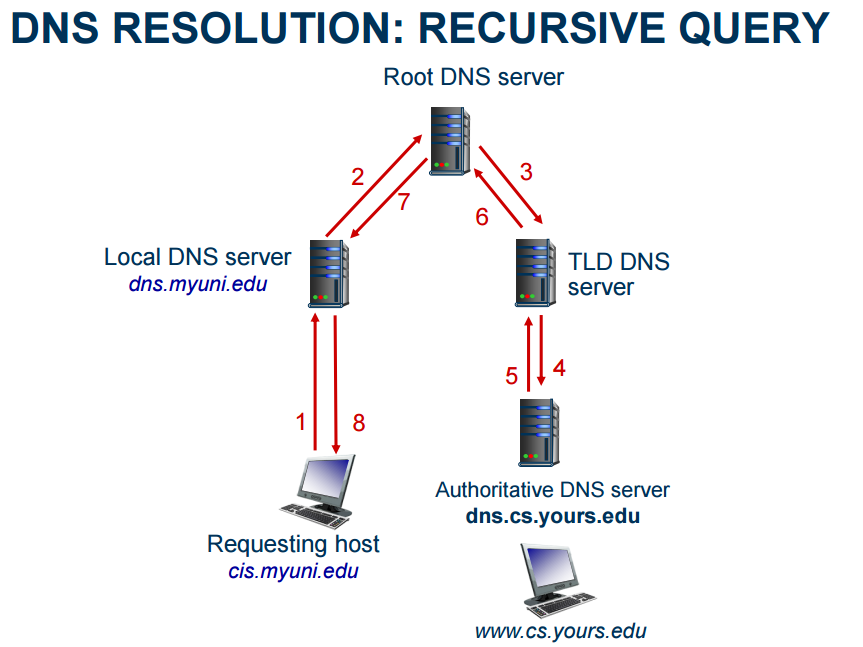 DNS RESOLUTION: RECURSIVE QUERY
Root DNS server
2
3
7
6
Local DNS server
dns.myuni.edu
TLD DNS
server
5
4
1
8
Authoritative DNS server
dns.cs.yours.edu
Requesting host
cis.myuni.edu
www.cs.yours.edu